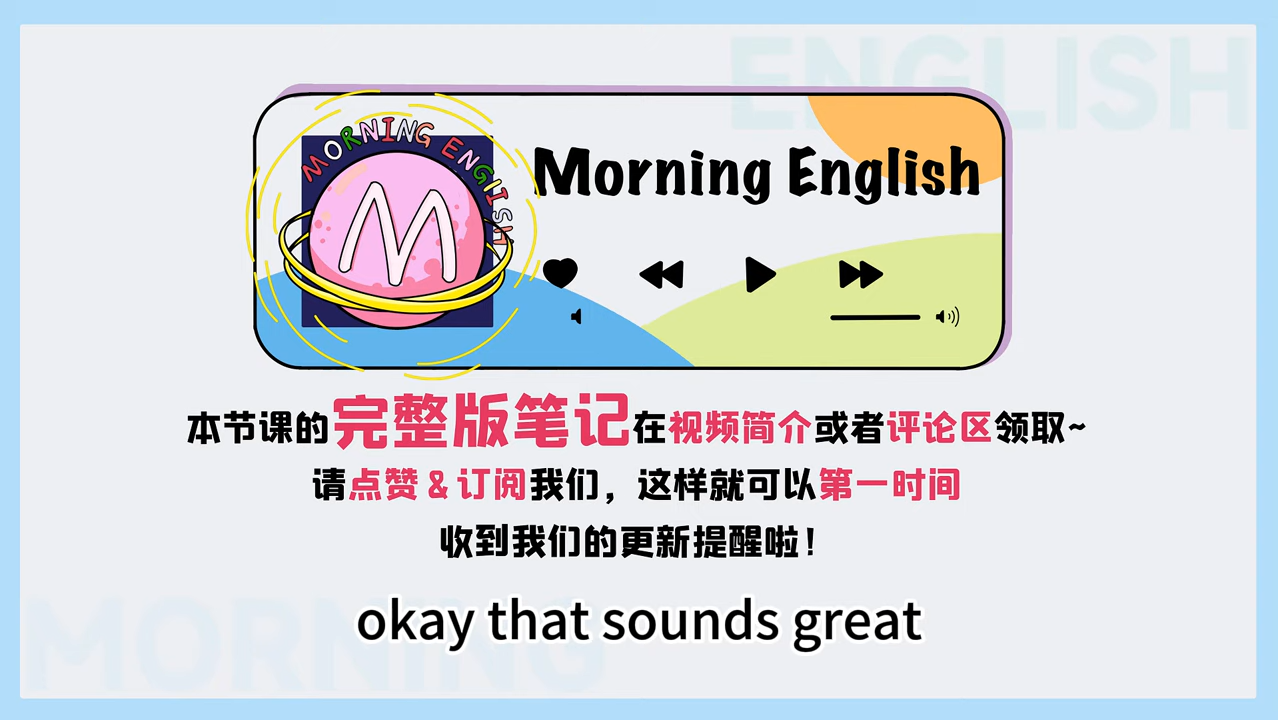 ENGLISH
MORNING ENGLISH
M
Morning English
本节课的完整版笔记在视频简介或者评论区领取~
请点赞&订阅我们，这样就可以第一时间
收到我们的更新提醒啦！
okay that sounds great
MORNING